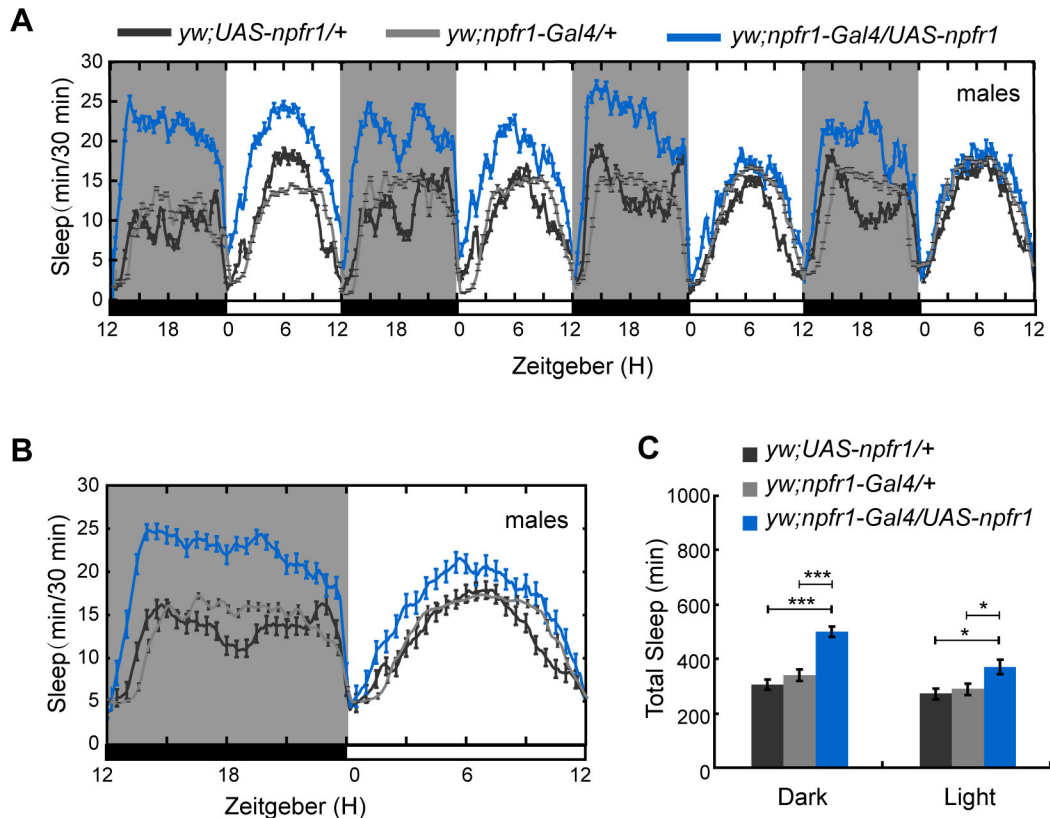 A
yw;UAS-npfr1/+ yw;npfr1-Gal4/+ yw;npfr1-Gal4/UAS-npfr1
30
25
20
15
10
5
0
Sleep (min/30 min)
males
12 18 0 6 12 18 0 6 12 18 0 6 12 18 0 6 12
Zeitgeber (H)
B
30
25
20
15
10
5
0
Sleep (min/30 min)
males
12 18 0 6 12
Zeitgeber (H)
C
yw;UAS-npfr1/+
yw;npfr1-Gal4/+
yw;npfr1-Gal4/UAS-npfr1
1000
800
600
400
200
0
Total Sleep (min)
***
***
*
*
Dark Light